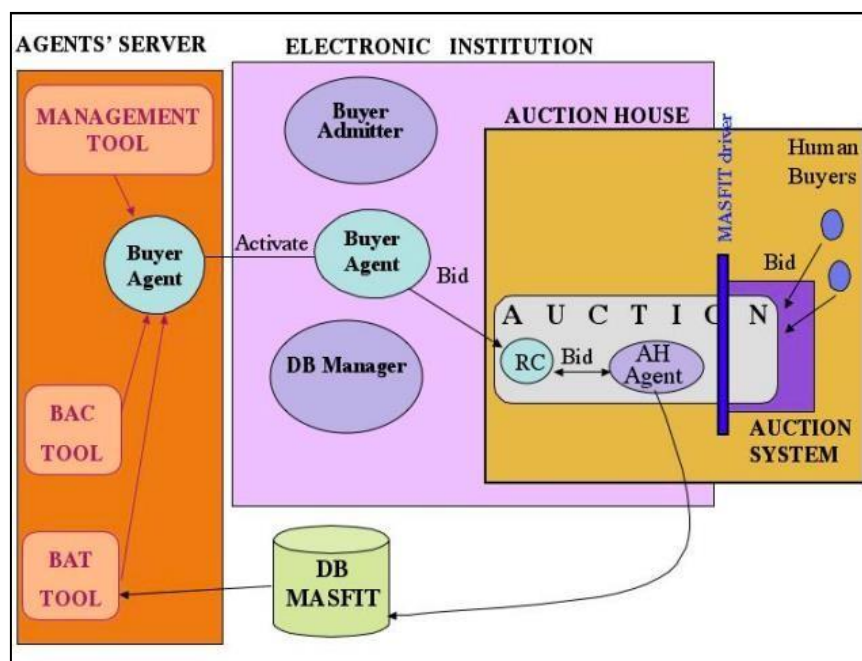 AGENTS' SERVER
MANAGEMENT
TOOL
Buyer
Agent
BAC
TOOL
BAT
TOOL
ELECTRONIC INSTITUTION
Buyer
Admitter
Activate
Buyer
Agent
Bid
DB Manager
DB
MASFIT
AUCTION HOUSE
MASFIT driver
Human
Buyers
Bid
A U C T I O N
RC
Bid
AH
Agent
AUCTION
SYSTEM